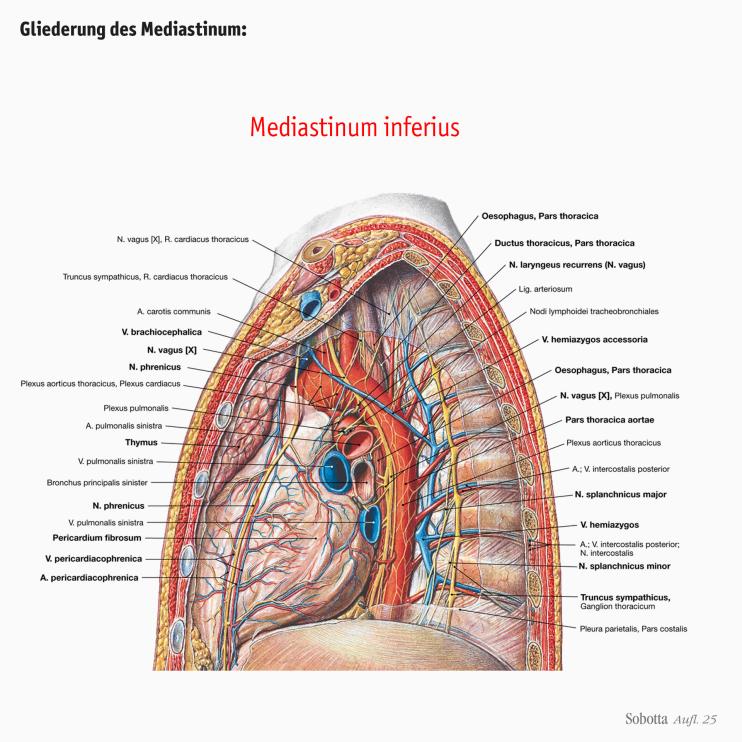 Gliederung des Mediastinum:
Mediastinum inferius
N. vagus [X], R. cardiacus thoracicus
Truncus sympathicus, R. cardiacus thoracicus
A. carotis communis
V. brachiocephalica
N. vagus [X]
N. phrenicus
Plexus aorticus thoracicus, Plexus cardiacus
Plexus pulmonalis
A. pulmonalis sinistra
Thymus
V. pulmonalis sinistra
Bronchus principalis sinister
N. phrenicus
V. pulmonalis sinistra
Pericardium fibrosum
V. pericardiacophrenica
A. pericardiacophrenica
Oesophagus, Pars thoracica
Ductus thoracicus, Pars thoracica
N. laryngeus recurrens (N. vagus)
Lig. arteriosum
Nodi lymphoidei tracheobronchiales
V. hemiazygos accessoria
Oesophagus, Pars thoracica
N. vagus [X], Plexus pulmonalis
Pars thoracica aortae
Plexus aorticus thoracicus
A.; V. intercostalis posterior
N. splanchnicus major
V. hemiazygos
A.; V. intercostalis posterior;
N. intercostalis
N. splanchnicus minor
Truncus sympathicus,
Ganglion thoracicum
Pleura parietalis, Pars costalis
Sobotta Aufl. 25